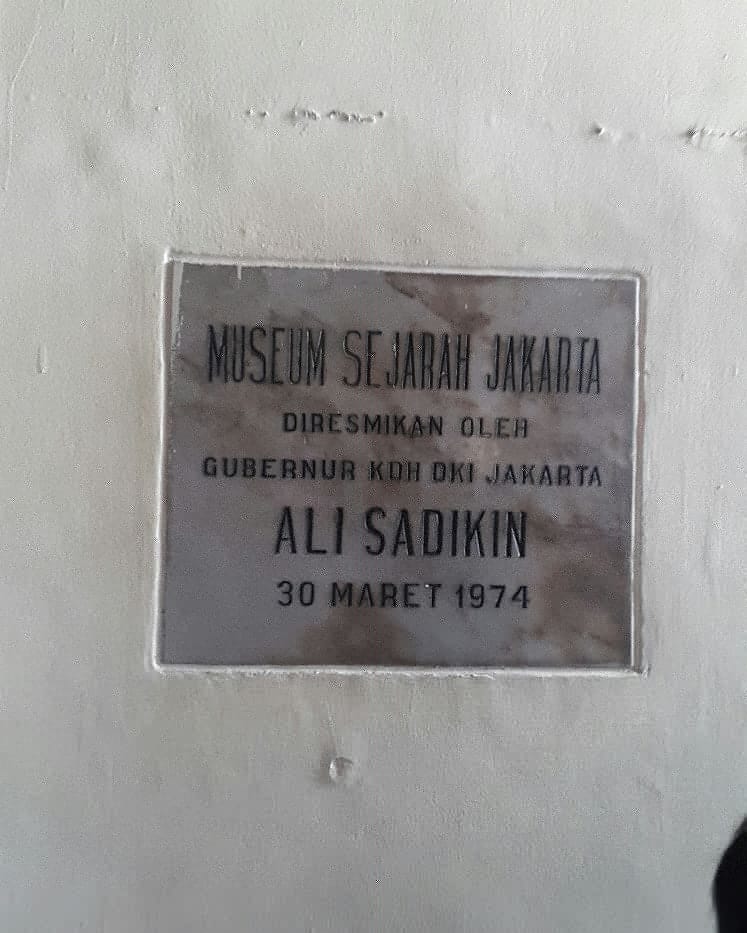 MUSEUM SEJARAH JAKARTA
DIRESMIKAN OLEH
GUBERNUR KDH DKI JAKARTA
ALI SADIKIN
30 MARET 1974